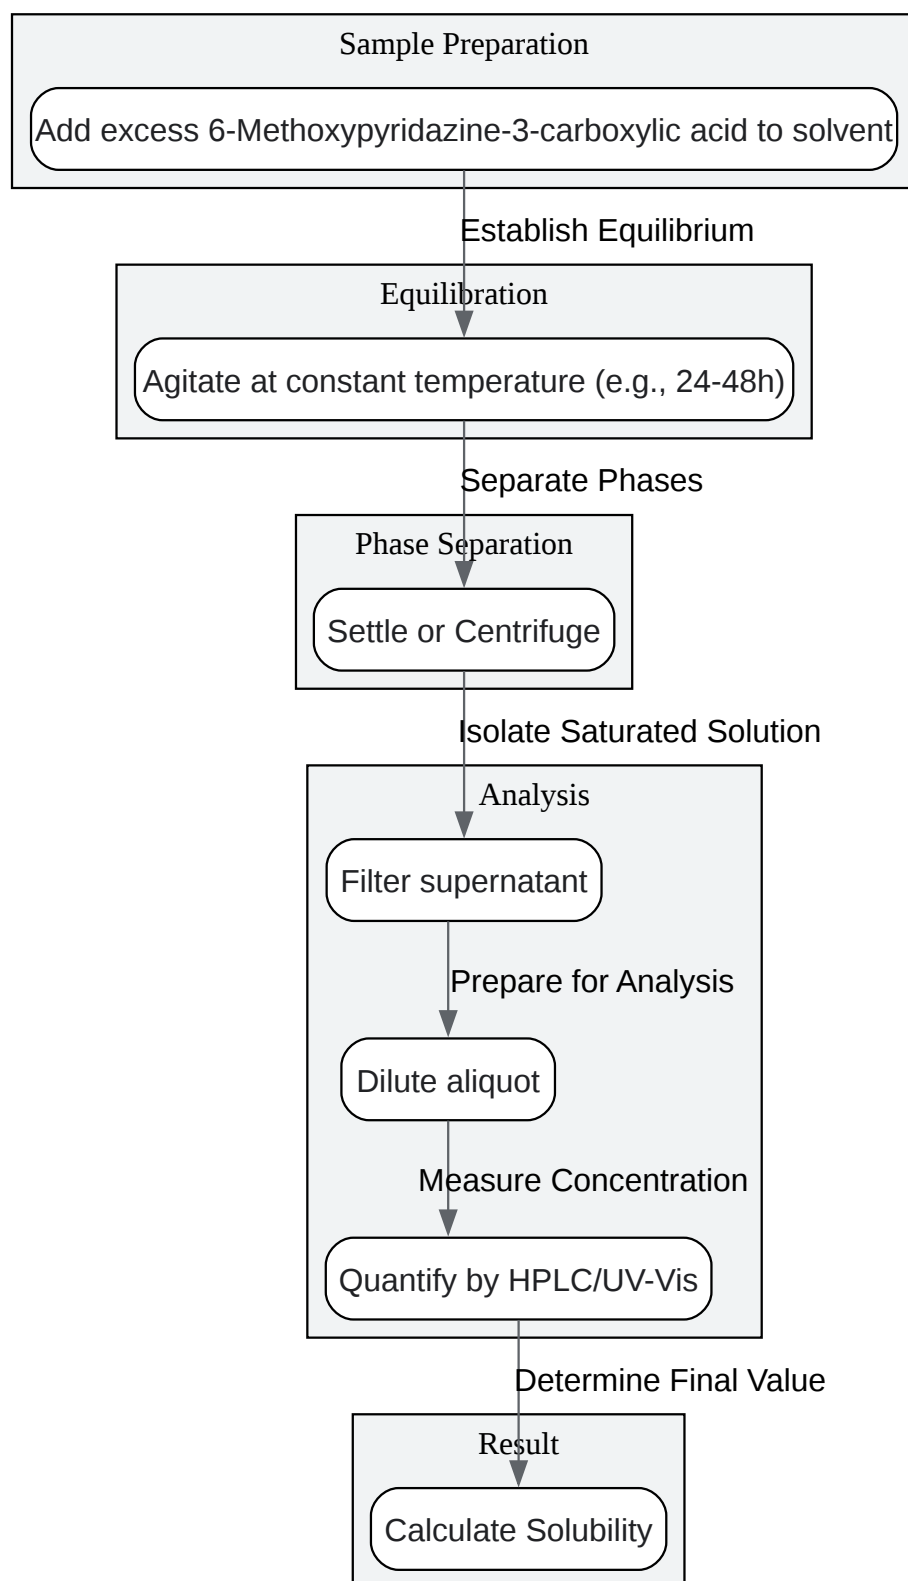 Sample Preparation
Add excess 6-Methoxypyridazine-3-carboxylic acid to solvent
Establish Equilibrium
Equilibration
Agitate at constant temperature (e.g., 24-48h)
Separate Phases
Phase Separation
Settle or Centrifuge
Isolate Saturated Solution
Analysis
Filter supernatant
Prepare for Analysis
Dilute aliquot
Measure Concentration
Quantify by HPLC/UV-Vis
Determine Final Value
Result
Calculate Solubility